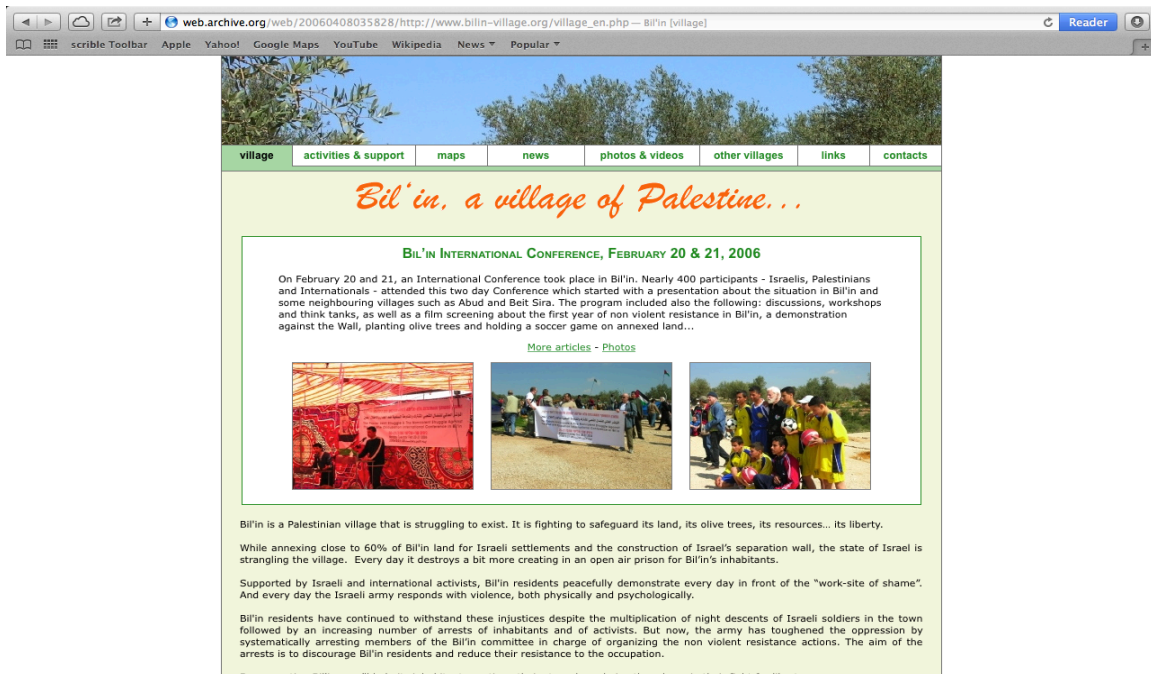 web.archive.org/web/20060408035828/http://www.bilin-village.org/village_en.php — Bil'in [village]
Reader
scrible Toolbar Apple Yahoo! Google Maps YouTube Wikipedia News Popular
village activities & support maps news photos & videos other villages links contacts
Bil'in, a village of Palestine...
Bil'in International Conference, February 20 & 21, 2006
On February 20 and 21, an International Conference took place in Bil'in. Nearly 400 participants - Israelis, Palestinians
and Internationals - attended this two day Conference which started with a presentation about the situation in Bil'in and
some neighbouring villages such as Abud and Beit Sira. The program included also the following: discussions, workshops
and think tanks, as well as a film screening about the first year of non violent resistance in Bil'in, a demonstration
against the Wall, planting olive trees and holding a soccer game on annexed land...
More articles - Photos
Bil'in is a Palestinian village that is struggling to exist. It is fighting to safeguard its land, its olive trees, its resources... its liberty.
While annexing close to 60% of Bil'in land for Israeli settlements and the construction of Israel's separation wall, the state of Israel is
strangling the village. Every day it destroys a bit more creating in an open air prison for Bil'in's inhabitants.
Supported by Israeli and international activists, Bil'in residents peacefully demonstrate every day in front of the “work-site of shame”.
And every day the Israeli army responds with violence, both physically and psychologically.
Bil'in residents have continued to withstand these injustices despite the multiplication of night descents of Israeli soldiers in the town
followed by an increasing number of arrests of inhabitants and of activists. But now, the army has toughened the oppression by
systematically arresting members of the Bil'in committee in charge of organizing the non violent resistance actions. The aim of the
arrests is to discourage Bil'in residents and reduce their resistance to the occupation.